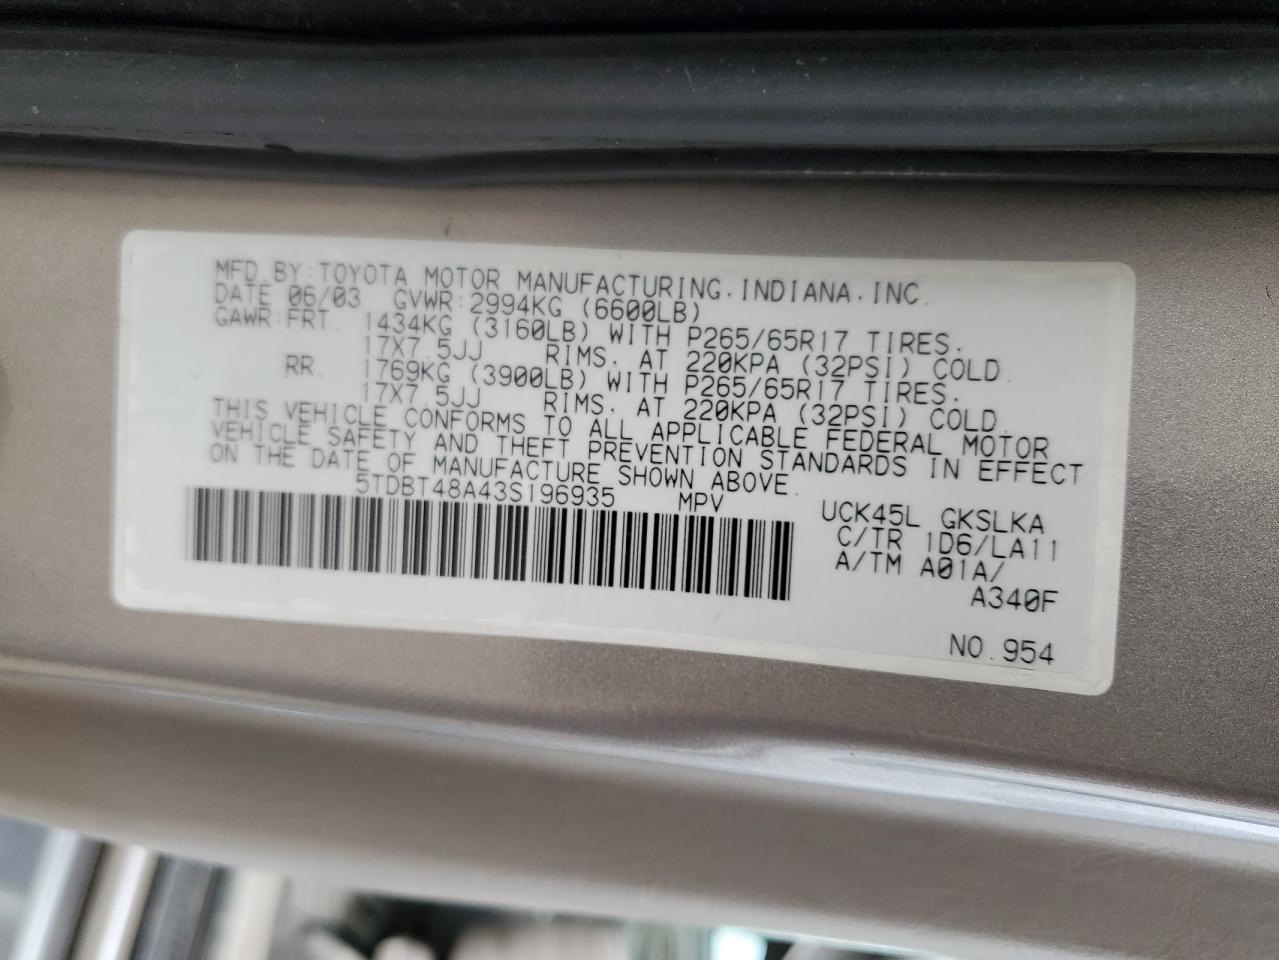 MFD.BY:TOYOTA MOTOR MANUFACTURING.INDIANA.INC.
DATE 06/03 GVWR:2994KG (6600LB)
GAWR:FRT. 1434KG (3160LB) WITH P265/65R17 TIRES.
17X7.5JJ RIMS. AT 220KPA (32PSI) COLD.
RR. 1769KG (3900LB) WITH P265/65R17 TIRES.
17X7.5JJ RIMS. AT 220KPA (32PSI) COLD.
THIS VEHICLE CONFORMS TO ALL APPLICABLE FEDERAL MOTOR
VEHICLE SAFETY AND THEFT PREVENTION STANDARDS IN EFFECT
ON THE DATE OF MANUFACTURE SHOWN ABOVE.
5TDBT48A43S196935 MPV
UCK45L GKSLKA
C/TR 1D6/LA11
A/TM A01A/
A340F
NO.954